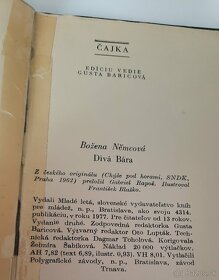 ČAJKA
EDÍCIU VEDIE
GUSTA BARICOVÁ
Božena Němcová
Divá Bára
Z českého originálu (Chýše pod horami, SNDK,
Praha 1962) preložil Gabriel Rapoš. Ilustroval
František Blaško.
Vydali Mladé letá, slovenské vydavateľstvo kníh
pre mládež, n. p., Bratislava, ako svoju 4314.
publikáciu, v roku 1977. Pre čitateľov od 13 rokov.
Vydanie druhé. Zodpovedná redaktorka Gusta
Baricová. Výtvarný redaktor Oto Lupták. Tech-
nická redaktorka Dagmar Toholová. Korigovala
Želmíra Šablíková. Náklad 20 000 výtlačkov.
AH 7,82 (text 6,89, ilustr. 0,93). VH 8,01. Vytlačili
Polygrafické závody, n. p., Bratislava, závod
Trnava.